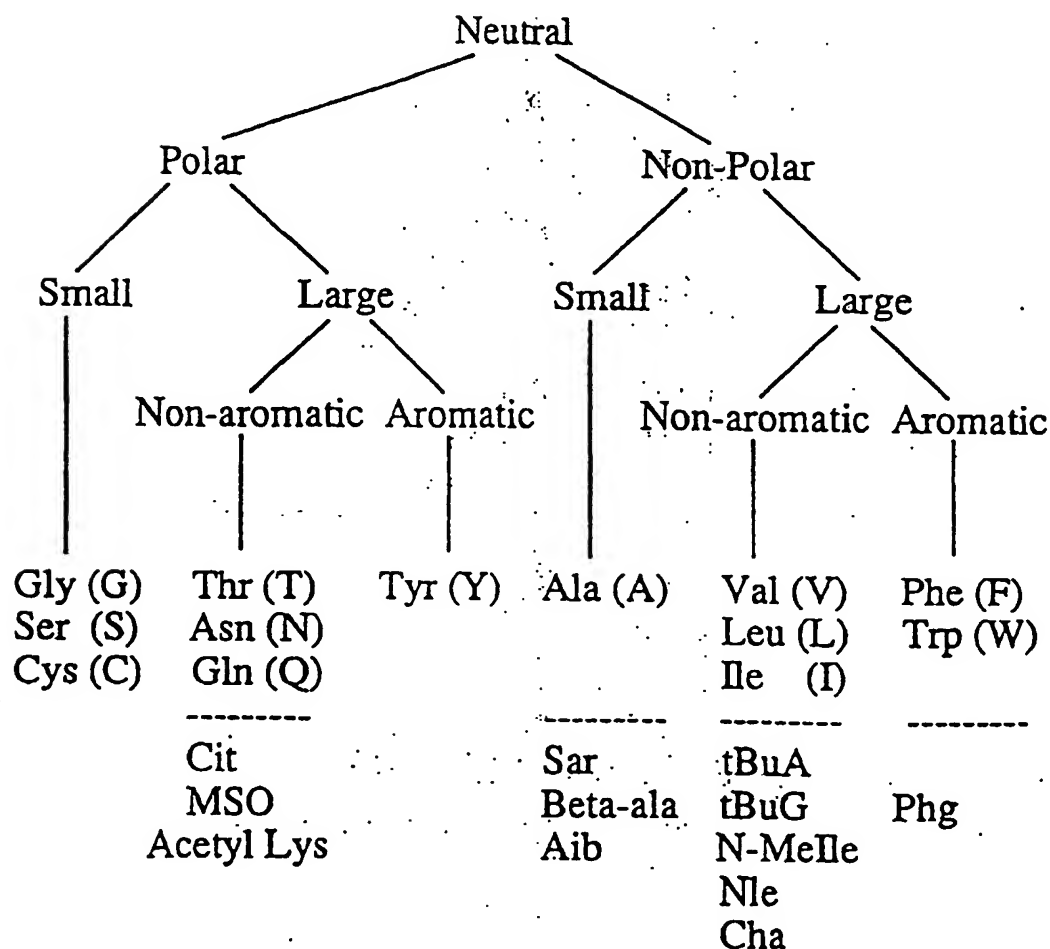 Neutral
Polar Non-Polar
Small Large Small Large
Non-aromatic Aromatic Non-aromatic Aromatic
Gly (G) Thr (T) Tyr (Y) Ala (A) Val (V) Phe (F)
Ser (S) Asn (N) Leu (L) Trp (W)
Cys (C) Gln (Q) Ile (I)
Cit Sar tBuA
MSO Beta-ala tBuG Phg
Acetyl Lys Aib N-MeIle
Nle
Cha